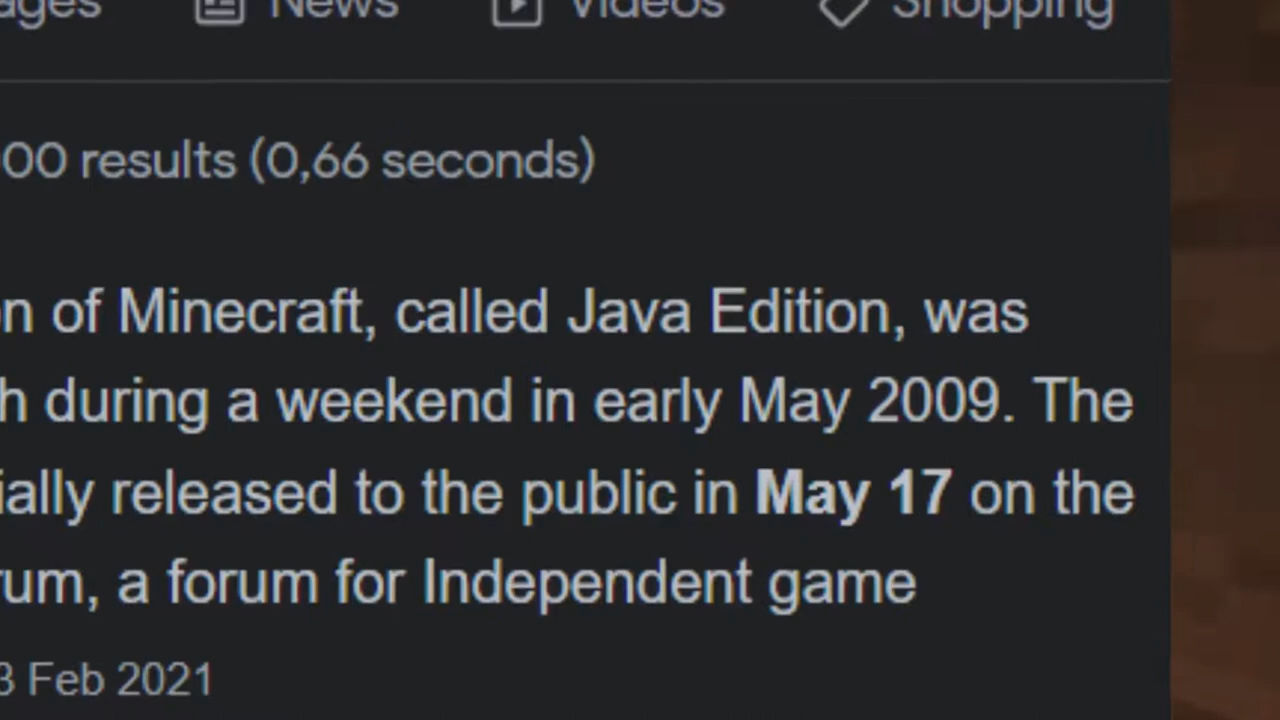 ages News Videos Shopping
00 results (0,66 seconds)
on of Minecraft, called Java Edition, was
h during a weekend in early May 2009. The
ially released to the public in May 17 on the
rum, a forum for Independent game
3 Feb 2021